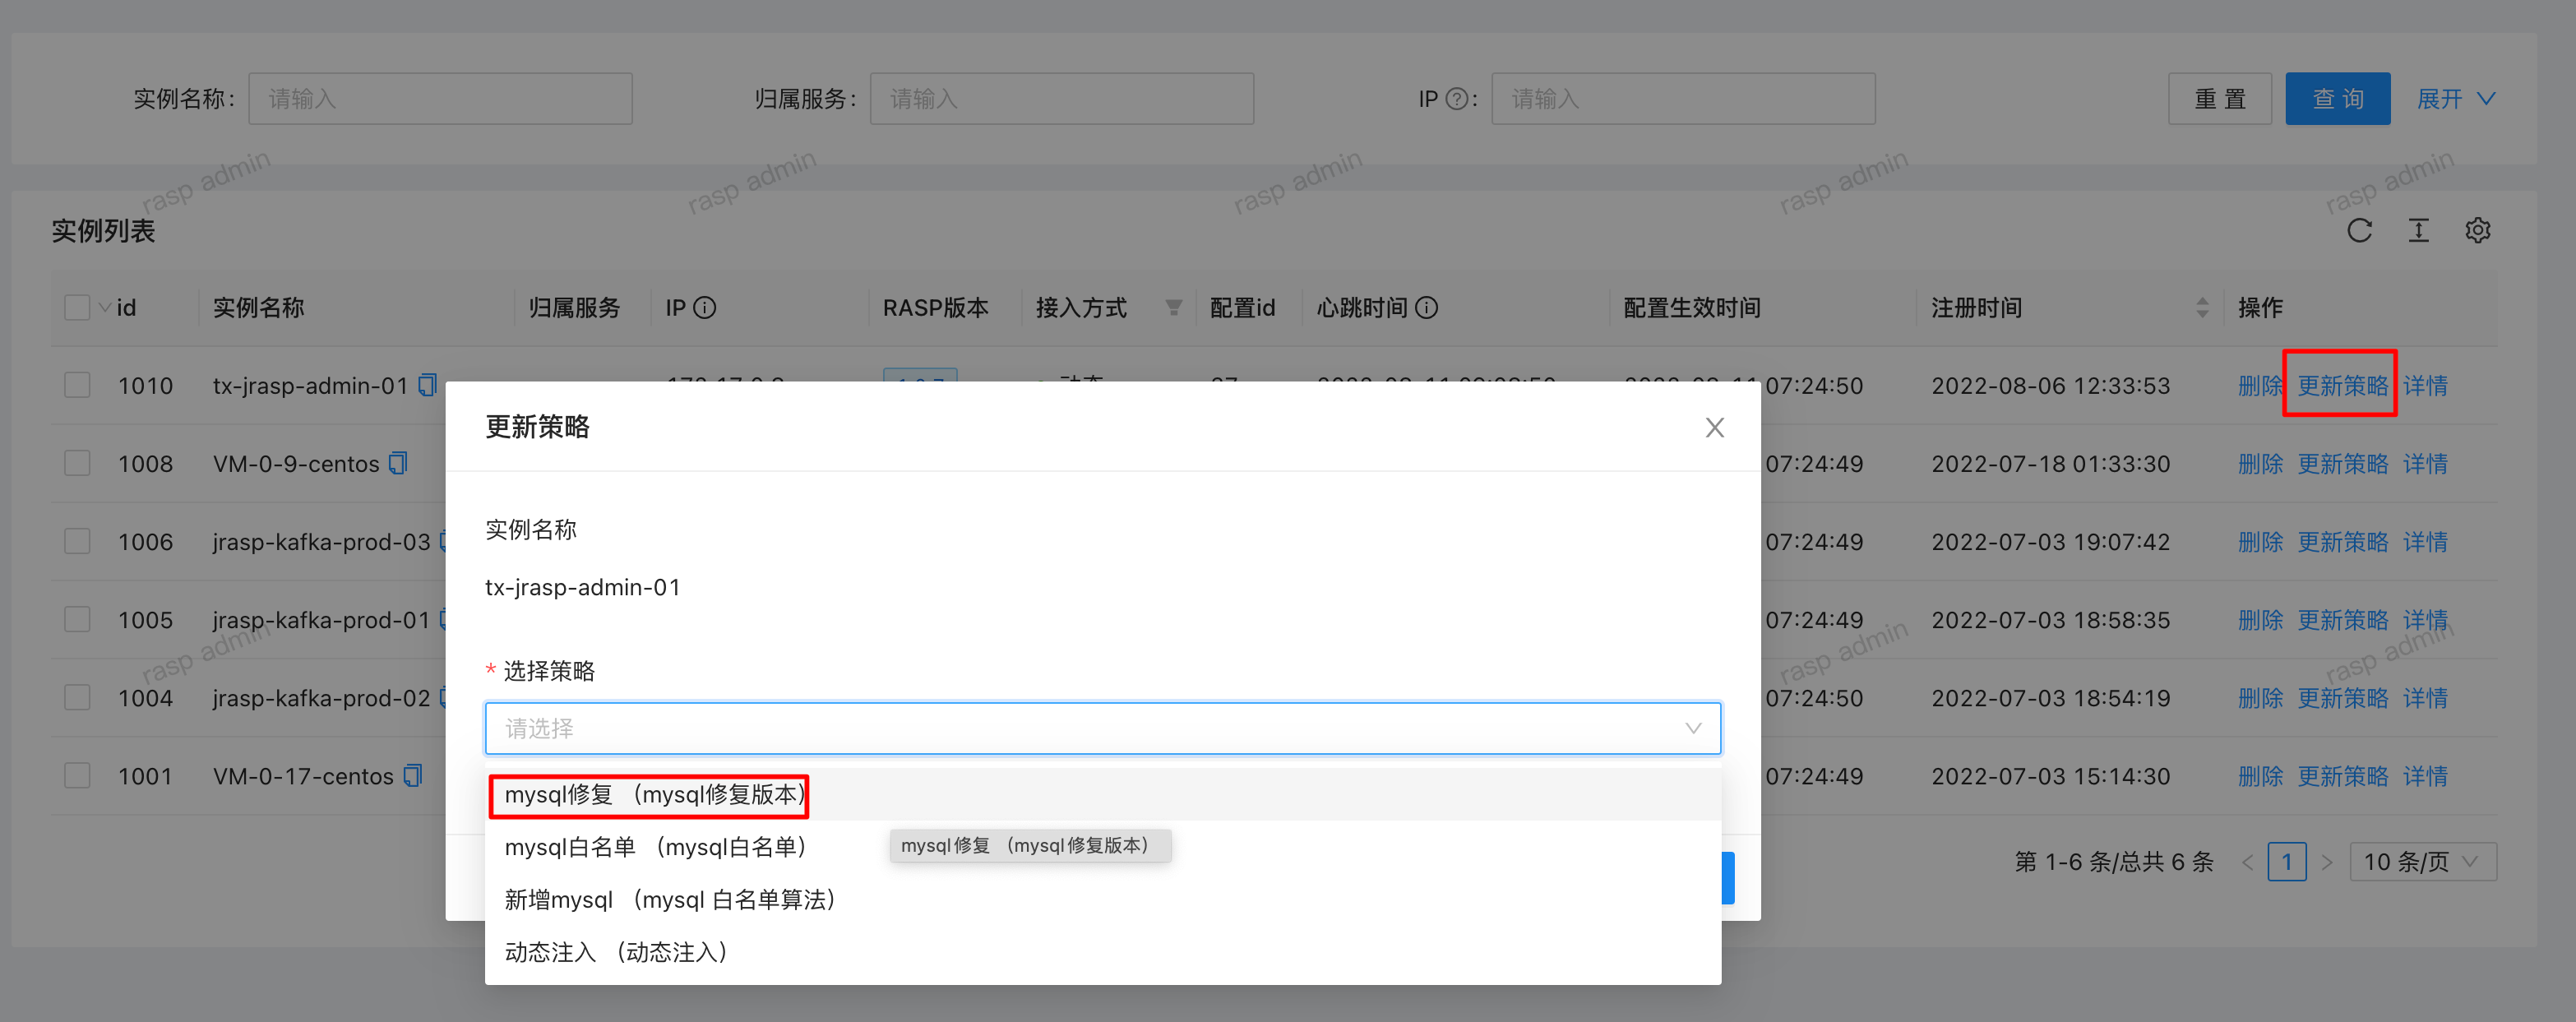 实例名称: 请输入 归属服务: 请输入 IP ?: 请输入 重 置 查 询 展开
rasp admin rasp admin rasp admin rasp admin rasp admin
实例列表
id 实例名称 归属服务 IP RASP版本 接入方式 配置id 心跳时间 配置生效时间 注册时间 操作
1010 tx-jrasp-admin-01 07:24:50 2022-08-06 12:33:53 删除 更新策略 详情
更新策略
1008 VM-0-9-centos 07:24:49 2022-07-18 01:33:30 删除 更新策略 详情
实例名称
1006 jrasp-kafka-prod-03 07:24:49 2022-07-03 19:07:42 删除 更新策略 详情
tx-jrasp-admin-01
1005 jrasp-kafka-prod-01 07:24:49 2022-07-03 18:58:35 删除 更新策略 详情
rasp admin rasp admin rasp admin
* 选择策略
1004 jrasp-kafka-prod-02 07:24:50 2022-07-03 18:54:19 删除 更新策略 详情
请选择
1001 VM-0-17-centos 07:24:49 2022-07-03 15:14:30 删除 更新策略 详情
mysql修复 （mysql修复版本）
mysql白名单 （mysql白名单）
mysql修复 （mysql修复版本）
第 1-6 条/总共 6 条 < 1 > 10 条/页
新增mysql （mysql 白名单算法）
动态注入 （动态注入）